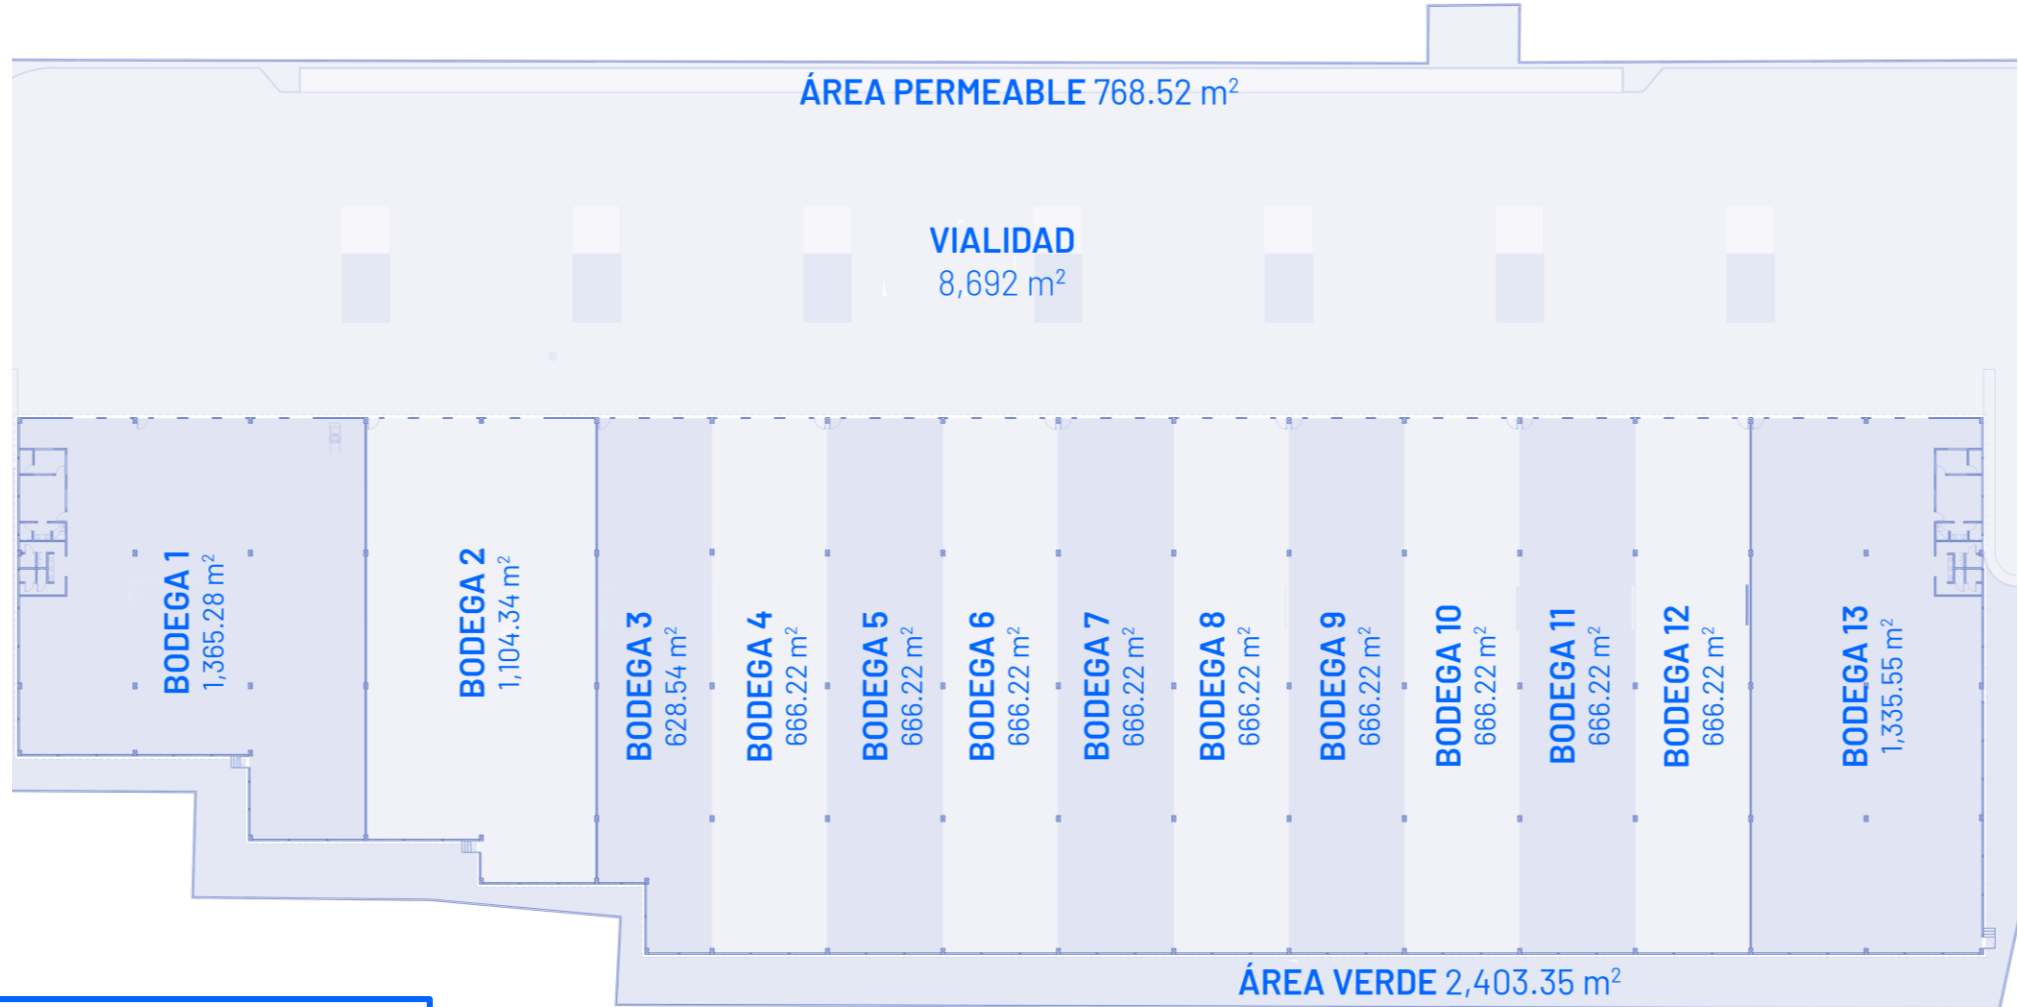 ÁREA PERMEABLE 768.52 m²
VIALIDAD
8,692 m²
BODEGA 1
1,365.28 m²
BODEGA 2
1,104.34 m²
BODEGA 3
628.54 m²
BODEGA 4
666.22 m²
BODEGA 5
666.22 m²
BODEGA 6
666.22 m²
BODEGA 7
666.22 m²
BODEGA 8
666.22 m²
BODEGA 9
666.22 m²
BODEGA 10
666.22 m²
BODEGA 11
666.22 m²
BODEGA 12
666.22 m²
BODEGA 13
1,335.55 m²
ÁREA VERDE 2,403.35 m²